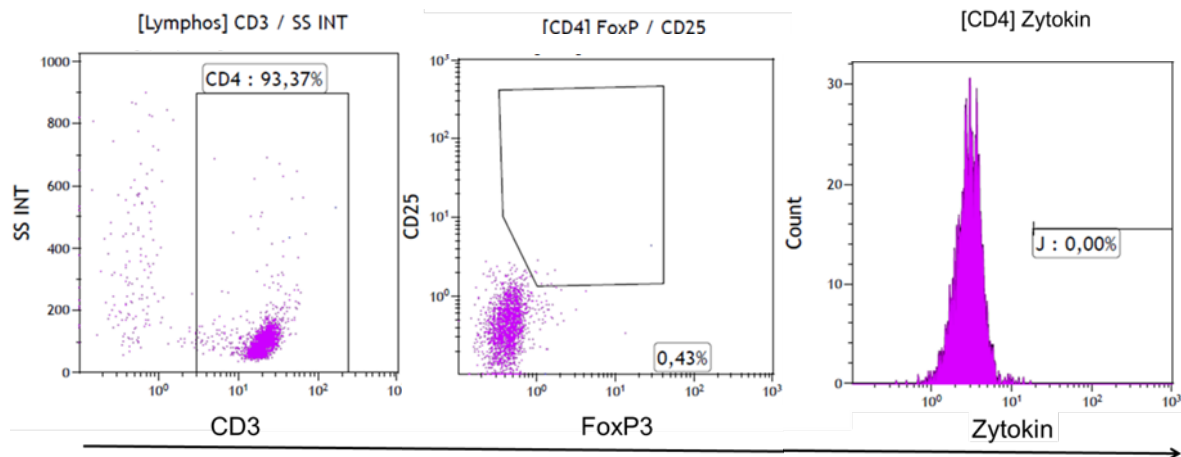 [Lymphos] CD3 / SS INT
CD4 : 93,37%
1000
800
600
400
200
0
SS INT
10⁰
10¹
10²
10
CD3
[CD4] FoxP / CD25
10³
10²
10¹
10⁰
CD25
0,43%
10⁰
10¹
10²
10³
FoxP3
[CD4] Zytokin
30
20
10
0
Count
J : 0,00%
10⁰
10¹
10²
10³
Zytokin